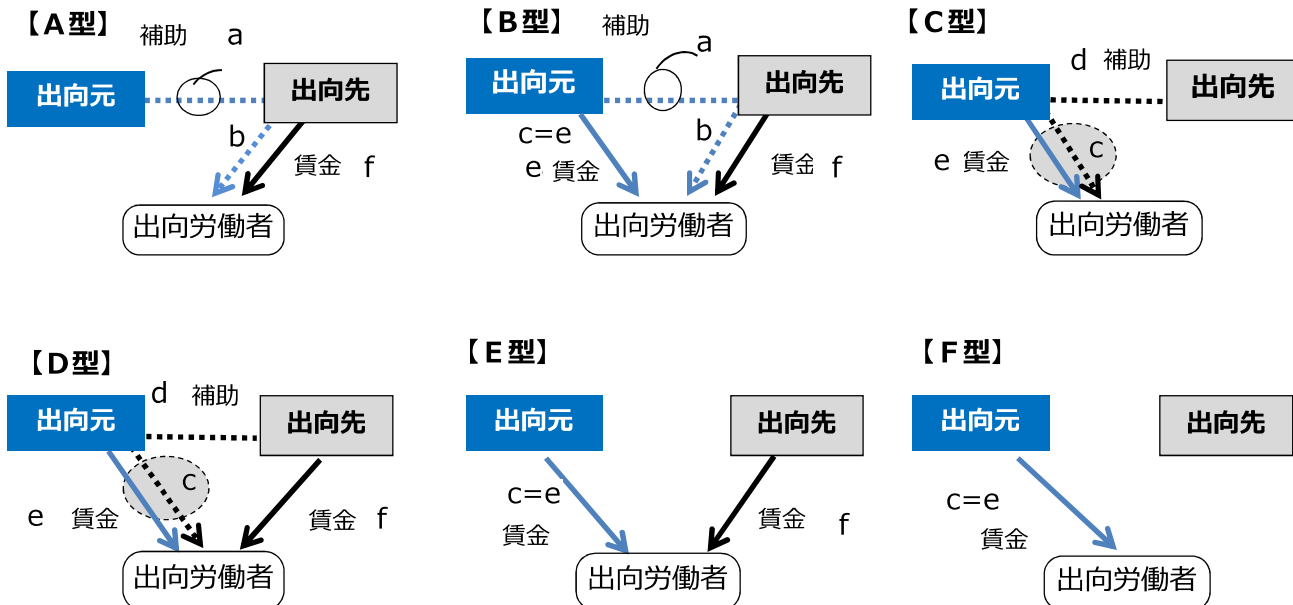 【A型】
補助 a
出向元
出向先
b
賃金 f
出向労働者
【B型】
補助
a
出向元
出向先
c=e
b
e 賃金
賃金 f
出向労働者
【C型】
d 補助
出向元
出向先
e 賃金
c
出向労働者
【D型】
d 補助
出向元
出向先
c
e 賃金
賃金 f
出向労働者
【E型】
出向元
出向先
c=e
賃金
賃金 f
出向労働者
【F型】
出向元
出向先
c=e
賃金
出向労働者